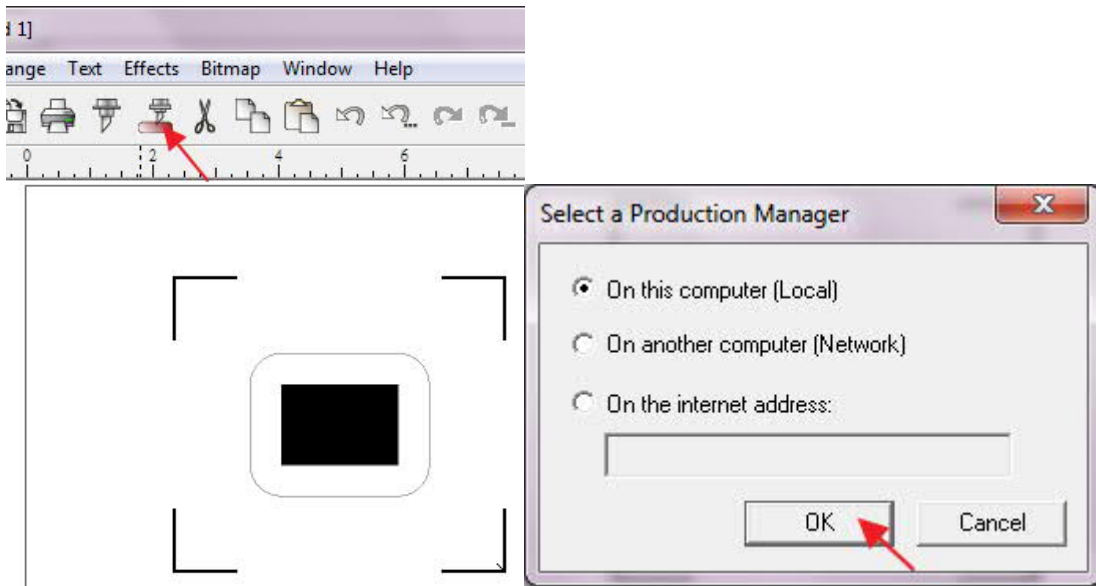 d 1]
ange Text Effects Bitmap Window Help
0 2 4 6
Select a Production Manager
On this computer (Local)
On another computer (Network)
On the internet address:
OK Cancel